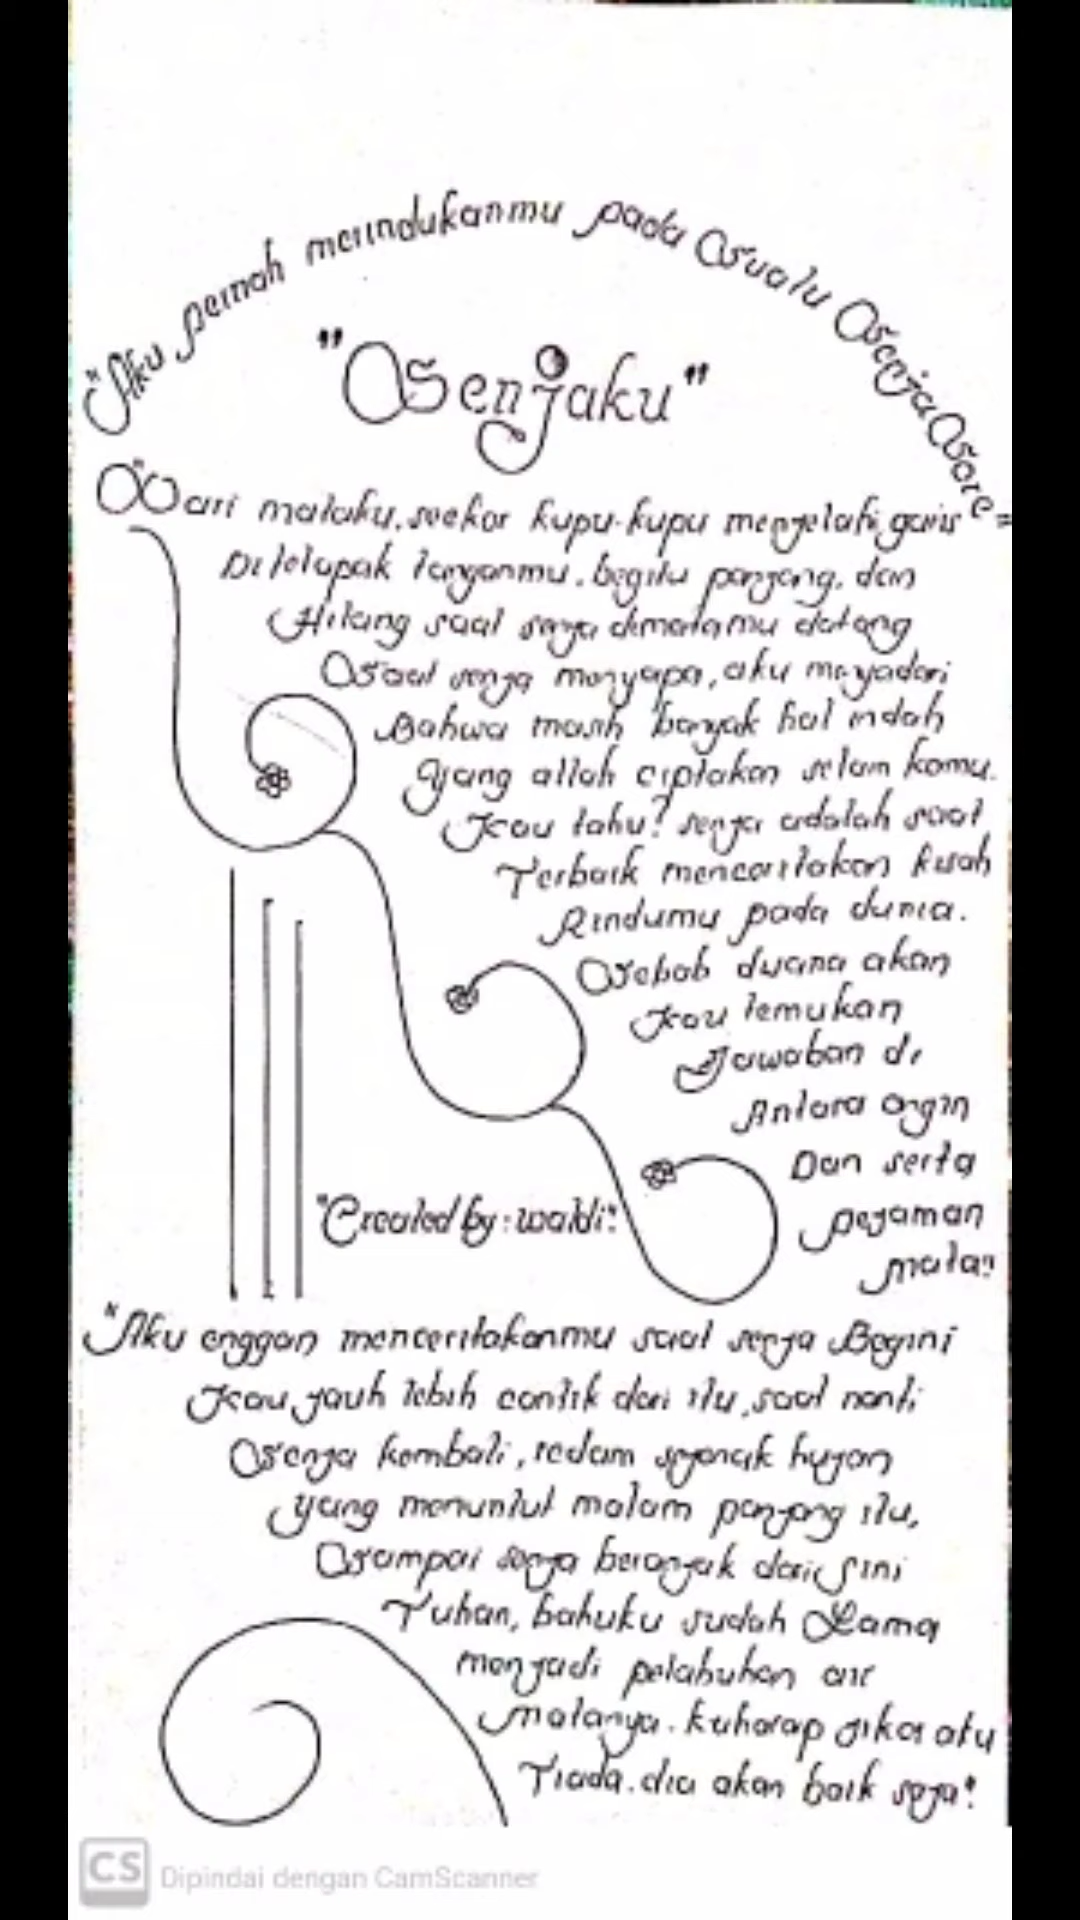 "Aku pernah merindukanmu pada Suatu Senja Sore"
"Senjaku"
"Dari mataku, seekor kupu-kupu menjelahi garis
Ditelapak tanganmu, begitu panjang, dan
Hilang saat senja dimatamu datang
Saat senja menyapa, aku menyadari
Bahwa masih banyak hal indah
Yang allah ciptakan selain kamu.
Kau tahu? senja adalah saat
Terbaik menceritakan kisah
Rindumu pada dunia.
Sebab disana akan
Kau temukan
Jawaban di
Antara angin
Dan serta
pejaman
mata"
"Created by: waldi"
"Aku enggan menceritakanmu saat senja Begini
Kau jauh lebih cantik dari itu, saat nanti
Senja kembali, redam sejenak hujan
yang menuntut malam panjang itu,
Sampai senja beranjak dari sini
Tuhan, bahuku sudah Lama
menjadi pelabuhan air
matanya. kuharap jika aku
Tiada. dia akan baik saja"
CS Dipindai dengan CamScanner